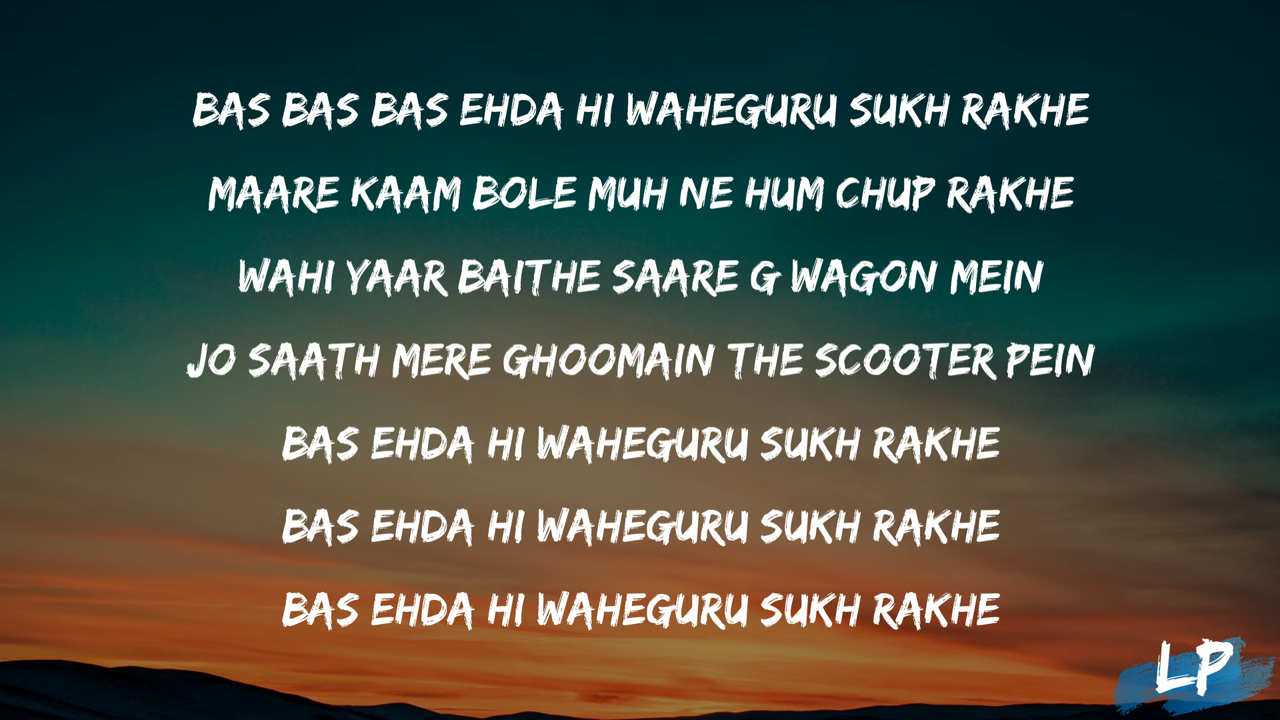 BAS BAS BAS EHDA HI WAHEGURU SUKH RAKHE
MAARE KAAM BOLE MUH NE HUM CHUP RAKHE
WAHI YAAR BAITHE SAARE G WAGON MEIN
JO SAATH MERE GHOOMAIN THE SCOOTER PEIN
BAS EHDA HI WAHEGURU SUKH RAKHE
BAS EHDA HI WAHEGURU SUKH RAKHE
BAS EHDA HI WAHEGURU SUKH RAKHE
LP